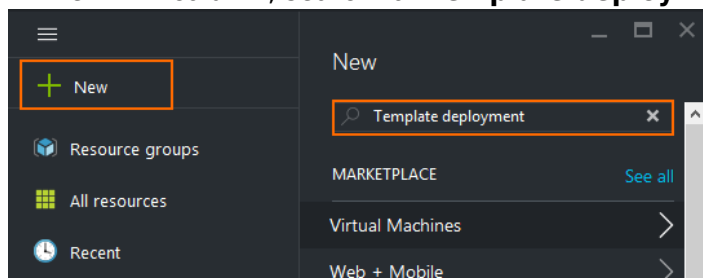 New
Resource groups
All resources
Recent
New
Template deployment
MARKETPLACE See all
Virtual Machines
Web + Mobile